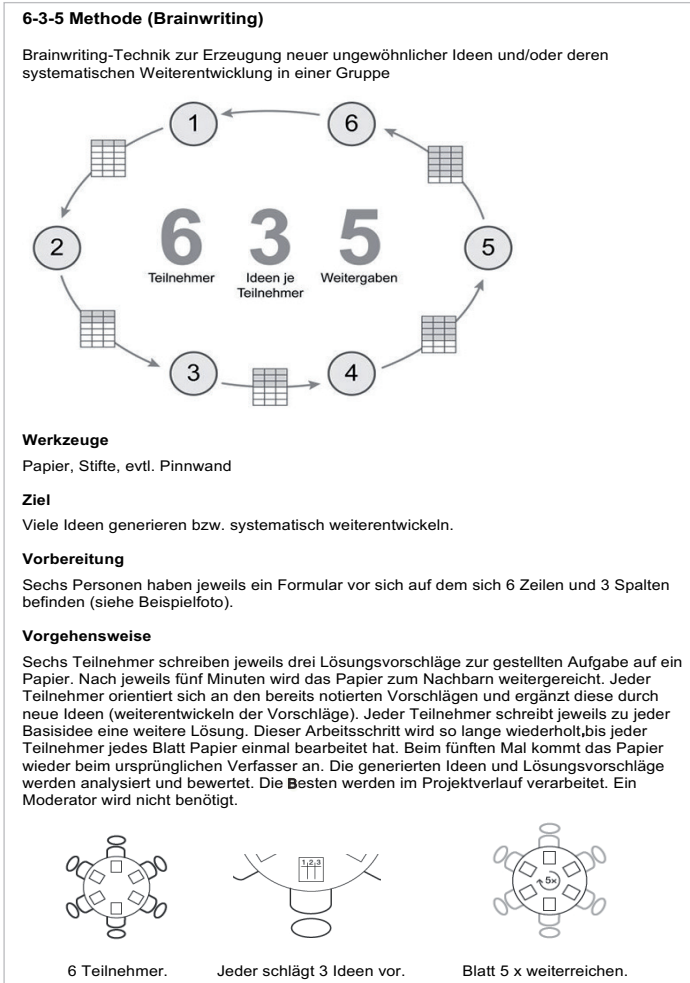 6-3-5 Methode (Brainwriting)
Brainwriting-Technik zur Erzeugung neuer ungewöhnlicher Ideen und/oder deren
systematischen Weiterentwicklung in einer Gruppe
1
6
2
5
6
3
5
Teilnehmer
Ideen je
Teilnehmer
Weitergaben
3
4
Werkzeuge
Papier, Stifte, evtl. Pinnwand
Ziel
Viele Ideen generieren bzw. systematisch weiterentwickeln.
Vorbereitung
Sechs Personen haben jeweils ein Formular vor sich auf dem sich 6 Zeilen und 3 Spalten
befinden (siehe Beispielfoto).
Vorgehensweise
Sechs Teilnehmer schreiben jeweils drei Lösungsvorschläge zur gestellten Aufgabe auf ein
Papier. Nach jeweils fünf Minuten wird das Papier zum Nachbarn weitergereicht. Jeder
Teilnehmer orientiert sich an den bereits notierten Vorschlägen und ergänzt diese durch
neue Ideen (weiterentwickeln der Vorschläge). Jeder Teilnehmer schreibt jeweils zu jeder
Basisidee eine weitere Lösung. Dieser Arbeitsschritt wird so lange wiederholt,bis jeder
Teilnehmer jedes Blatt Papier einmal bearbeitet hat. Beim fünften Mal kommt das Papier
wieder beim ursprünglichen Verfasser an. Die generierten Ideen und Lösungsvorschläge
werden analysiert und bewertet. Die Besten werden im Projektverlauf verarbeitet. Ein
Moderator wird nicht benötigt.
1,2,3
5x
6 Teilnehmer.
Jeder schlägt 3 Ideen vor.
Blatt 5 x weiterreichen.